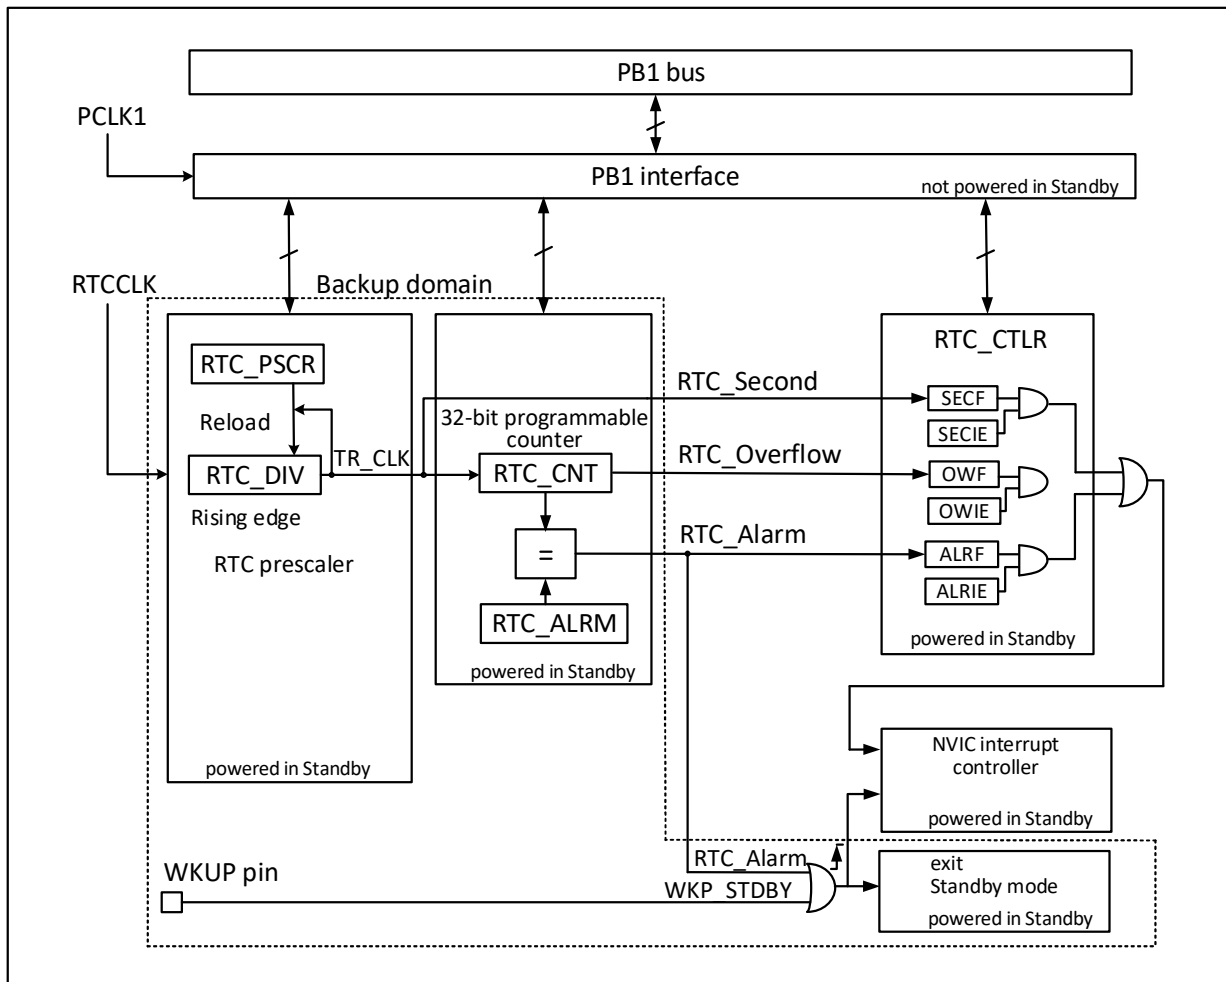 PB1 bus
PCLK1
PB1 interface
not powered in Standby
RTCCLK
Backup domain
RTC_PSCR
Reload
RTC_DIV
TR_CLK
Rising edge
RTC prescaler
powered in Standby
32-bit programmable
counter
RTC_CNT
=
RTC_ALRM
powered in Standby
RTC_Second
RTC_Overflow
RTC_Alarm
RTC_CTLR
SECF
SECIE
OWF
OWIE
ALRF
ALRIE
powered in Standby
NVIC interrupt
controller
powered in Standby
WKUP pin
RTC_Alarm
WKP_STDBY
exit
Standby mode
powered in Standby